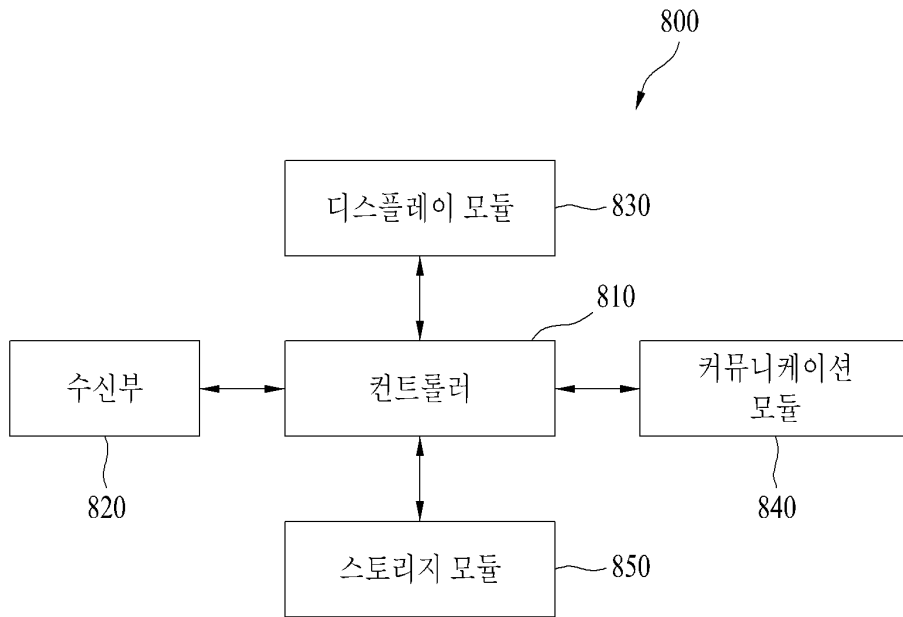 800
디스플레이 모듈
830
810
수신부
컨트롤러
커뮤니케이션
모듈
820
840
스토리지 모듈
850